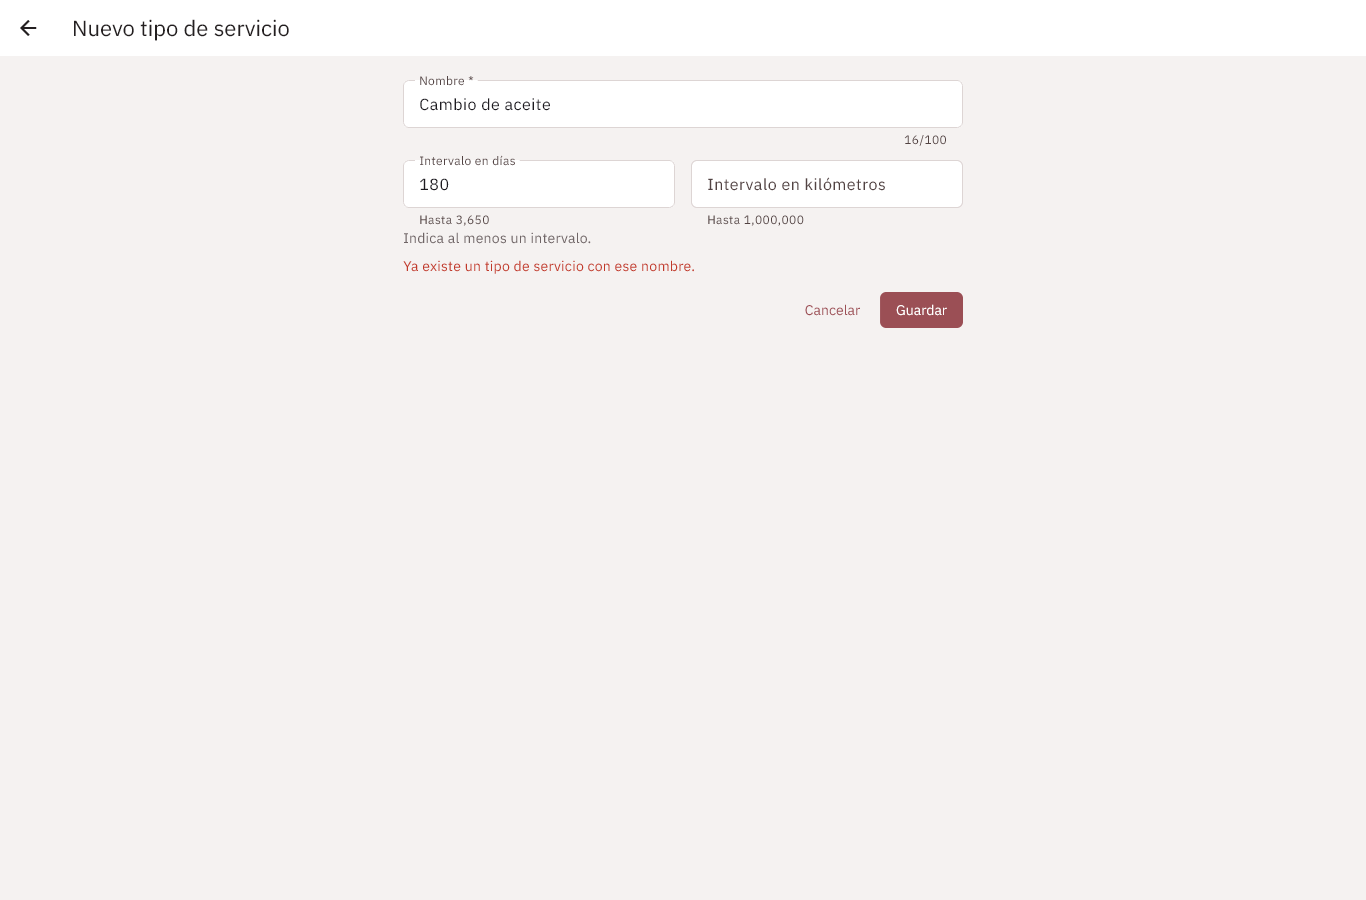 Nuevo tipo de servicio
Nombre *
Cambio de aceite
16/100
Intervalo en días
180
Intervalo en kilómetros
Hasta 3,650
Hasta 1,000,000
Indica al menos un intervalo.
Ya existe un tipo de servicio con ese nombre.
Cancelar
Guardar